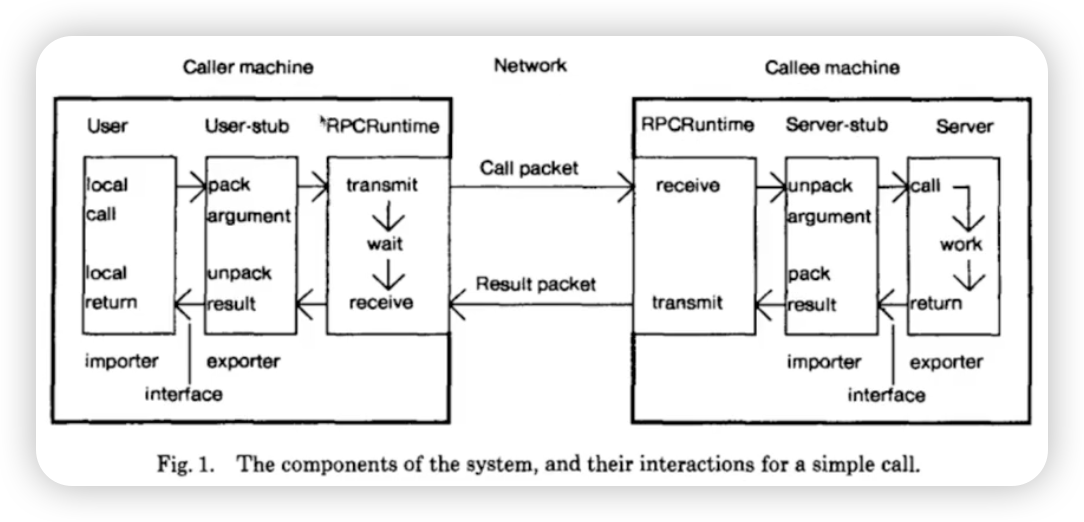 Caller machine Network Callee machine
User User-stub RPCRuntime RPCRuntime Server-stub Server
Call packet
local pack transmit receive unpack call
call argument argument
wait work
local unpack pack
Result packet
return result receive transmit result return
importer exporter importer exporter
interface interface
Fig. 1. The components of the system, and their interactions for a simple call.